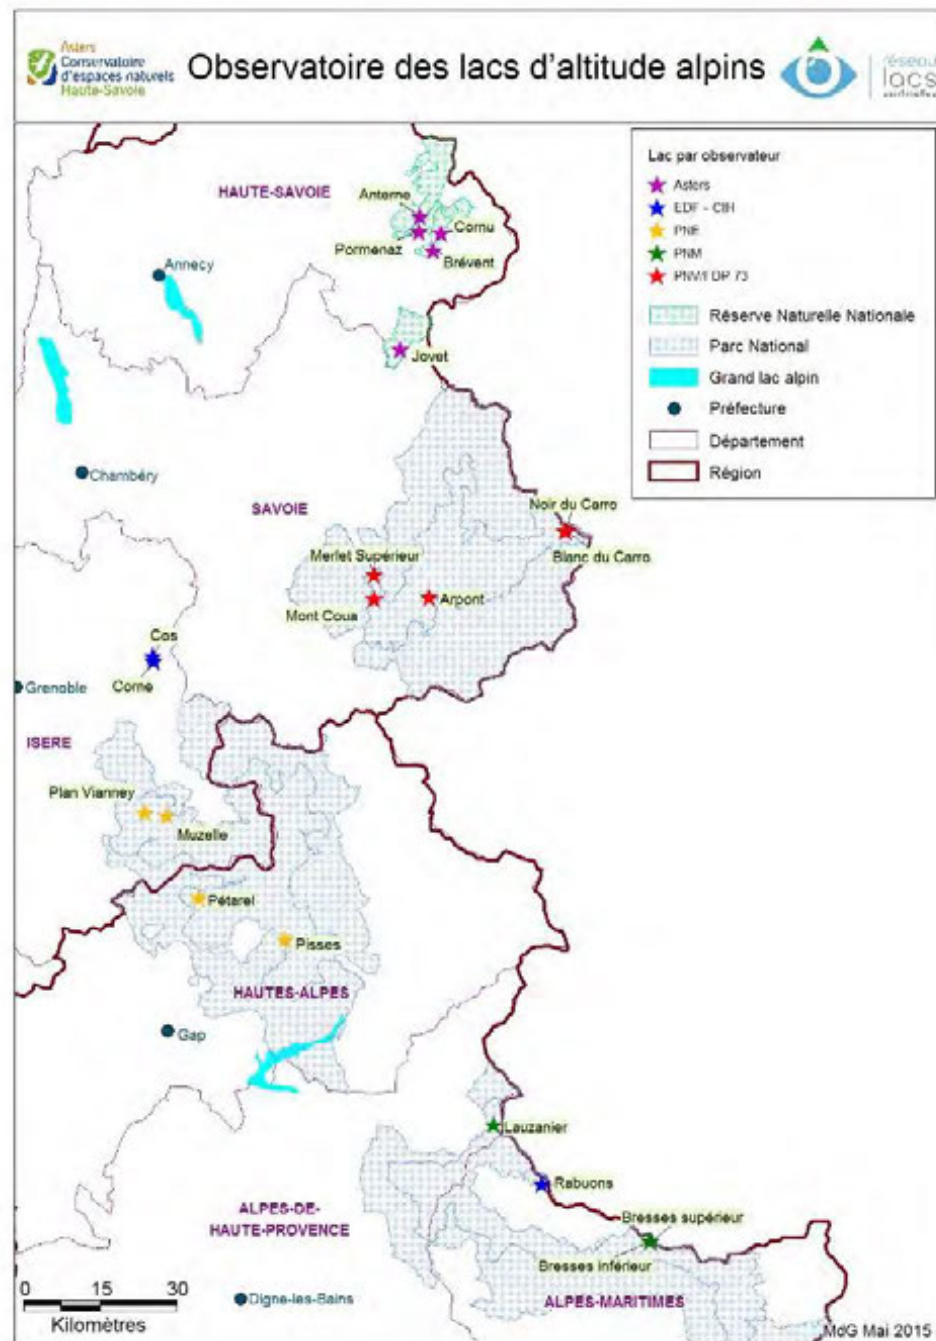 Asters
Conservatoire
d'espaces naturels
Haute-Savoie
Observatoire des lacs d'altitude alpins
réseau
lacs
sentinelles
Lac par observateur
Asters
EDF - CIH
PNE
PNM
PNV/FDP 73
Réserve Naturelle Nationale
Parc National
Grand lac alpin
Préfecture
Département
Région
HAUTE-SAVOIE
Anterne
Cornu
Pormenaz
Brévent
Annecy
Jovet
Chambéry
SAVOIE
Noir du Carro
Merlet Supérieur
Blanc du Carro
Mont Coua
Arpont
Cos
Corne
Grenoble
ISERE
Plan Vianney
Muzelle
Pétarel
Pisses
HAUTES-ALPES
Gap
Lauzanier
Rabuons
ALPES-DE-
HAUTE-PROVENCE
Bresses supérieur
Bresses inférieur
ALPES-MARITIMES
Digne-les-Bains
0 15 30
Kilomètres
MdG Mai 2015